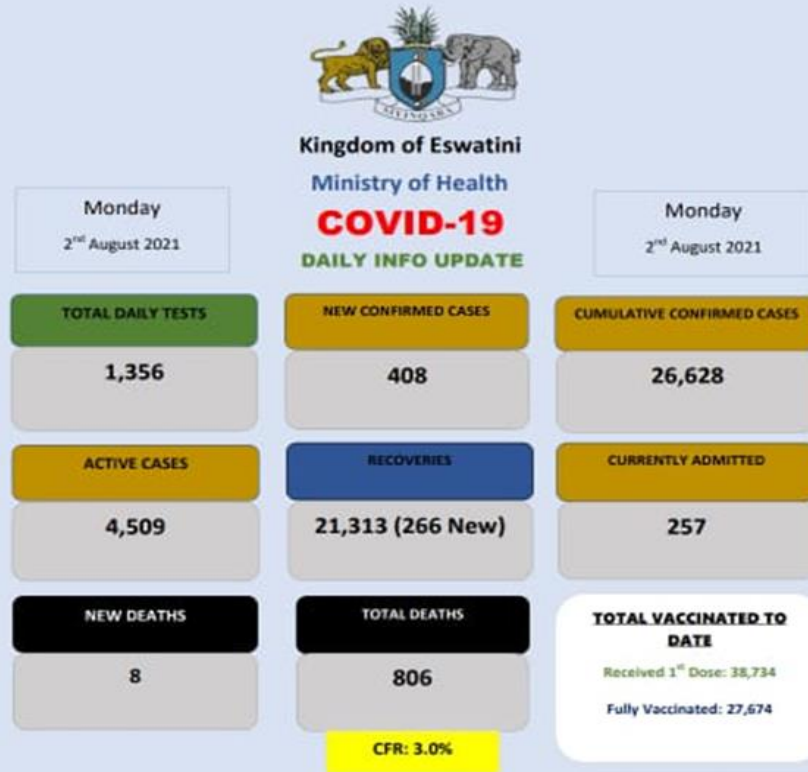 Kingdom of Eswatini
Ministry of Health
COVID-19
DAILY INFO UPDATE
Monday
2nd August 2021
Monday
2nd August 2021
TOTAL DAILY TESTS
1,356
NEW CONFIRMED CASES
408
CUMULATIVE CONFIRMED CASES
26,628
ACTIVE CASES
4,509
RECOVERIES
21,313 (266 New)
CURRENTLY ADMITTED
257
NEW DEATHS
8
TOTAL DEATHS
806
CFR: 3.0%
TOTAL VACCINATED TO
DATE
Received 1st Dose: 38,734
Fully Vaccinated: 27,674